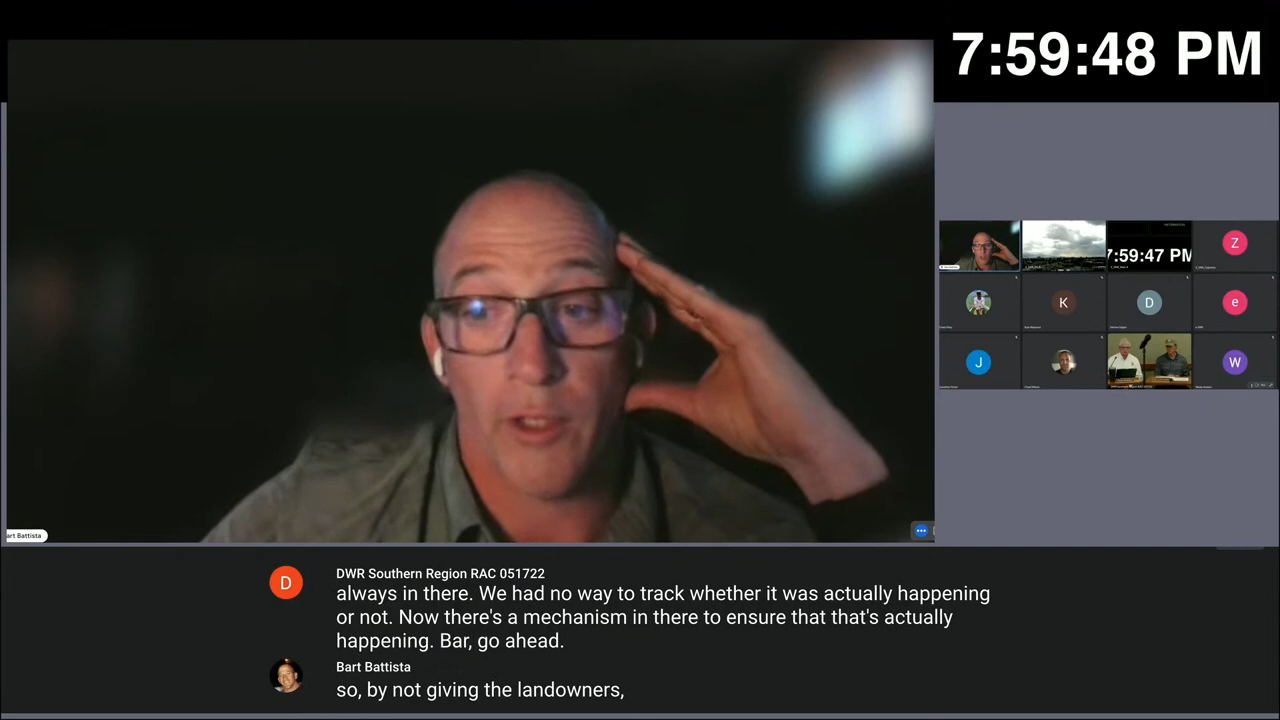 7:59:48 PM
7:59:47 PM
Z
K
D
e
J
W
art Battista
D
DWR Southern Region RAC 051722
always in there. We had no way to track whether it was actually happening
or not. Now there's a mechanism in there to ensure that that's actually
happening. Bar, go ahead.
Bart Battista
so, by not giving the landowners,